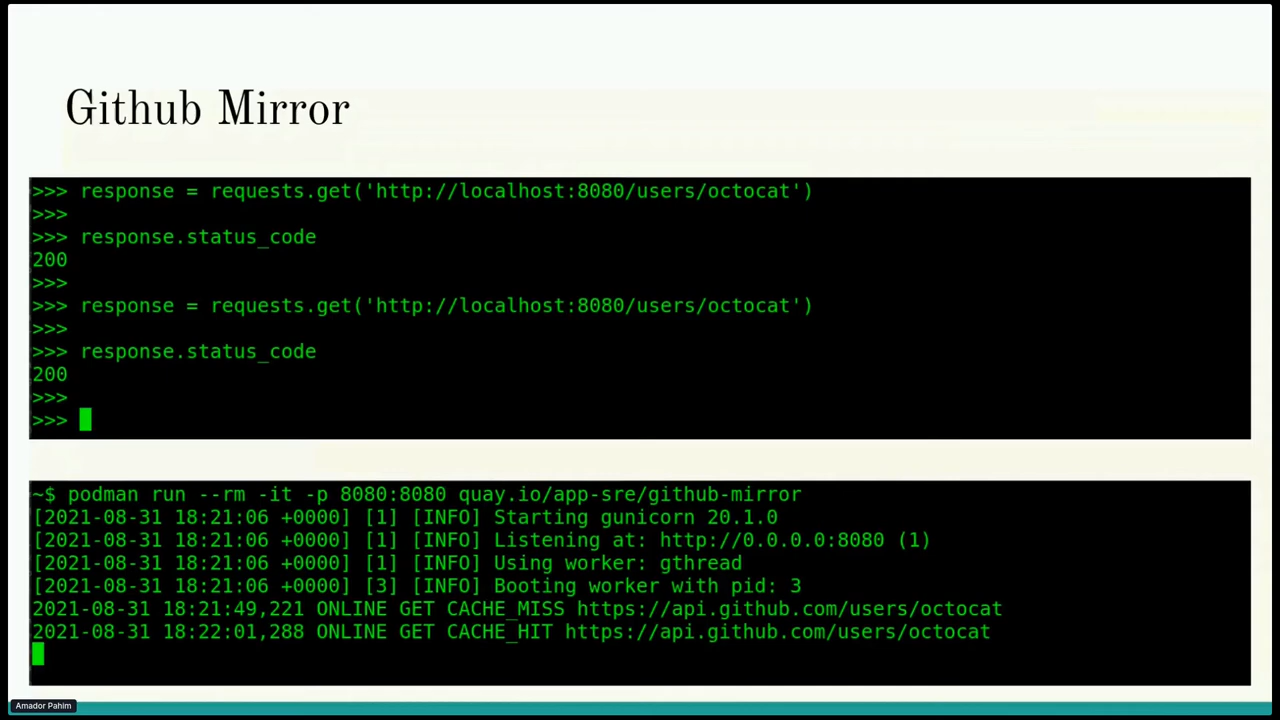 Github Mirror
>>> response = requests.get('http://localhost:8080/users/octocat')
>>>
>>> response.status_code
200
>>>
>>> response = requests.get('http://localhost:8080/users/octocat')
>>>
>>> response.status_code
200
>>>
>>>
~$ podman run --rm -it -p 8080:8080 quay.io/app-sre/github-mirror
[2021-08-31 18:21:06 +0000] [1] [INFO] Starting gunicorn 20.1.0
[2021-08-31 18:21:06 +0000] [1] [INFO] Listening at: http://0.0.0.0:8080 (1)
[2021-08-31 18:21:06 +0000] [1] [INFO] Using worker: gthread
[2021-08-31 18:21:06 +0000] [3] [INFO] Booting worker with pid: 3
2021-08-31 18:21:49,221 ONLINE GET CACHE_MISS https://api.github.com/users/octocat
2021-08-31 18:22:01,288 ONLINE GET CACHE_HIT https://api.github.com/users/octocat
Amador Pahim